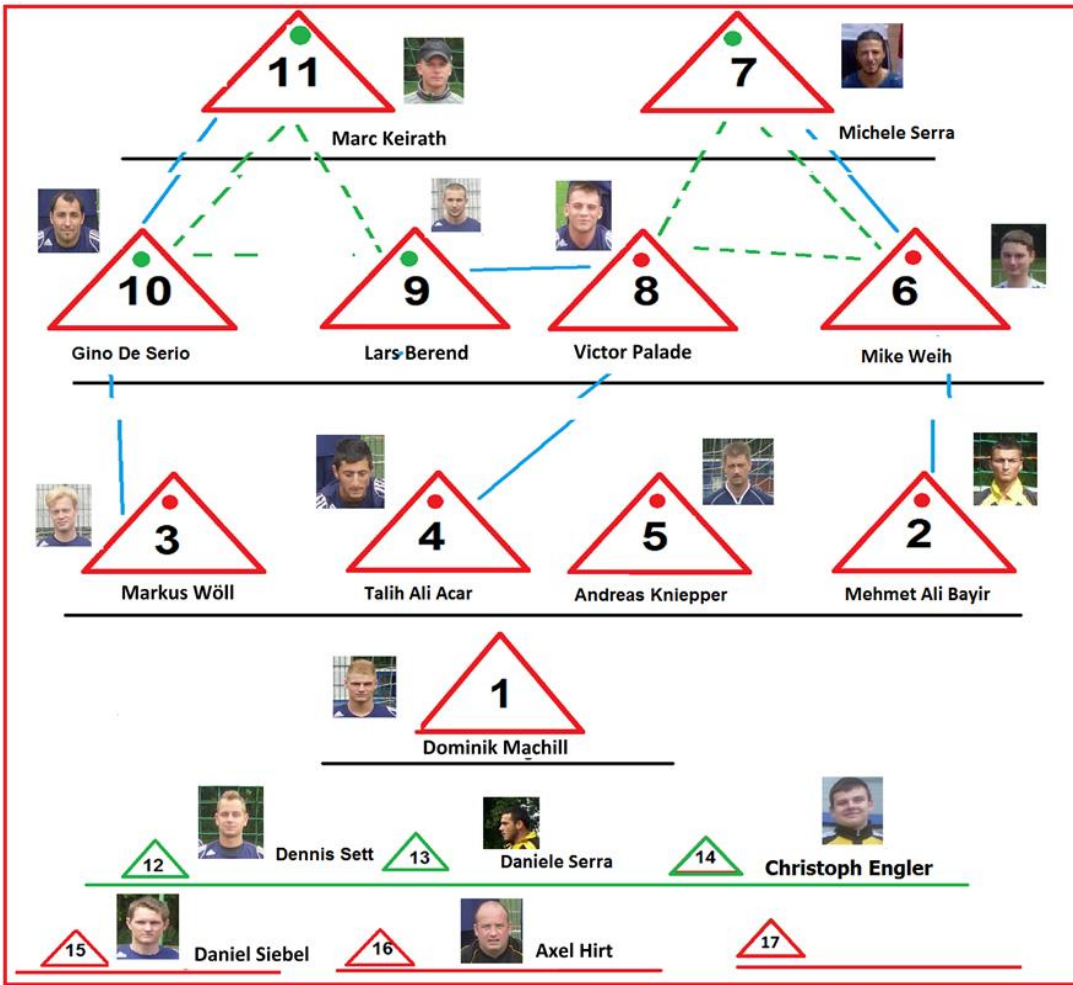 11
7
Marc Keirath
Michele Serra
10
9
8
6
Gino De Serio
Lars Berend
Victor Palade
Mike Weih
3
4
5
2
Markus Wöll
Talih Ali Acar
Andreas Kniepper
Mehmet Ali Bayir
1
Dominik Machill
12
Dennis Sett
13
Daniele Serra
14
Christoph Engler
15
Daniel Siebel
16
Axel Hirt
17